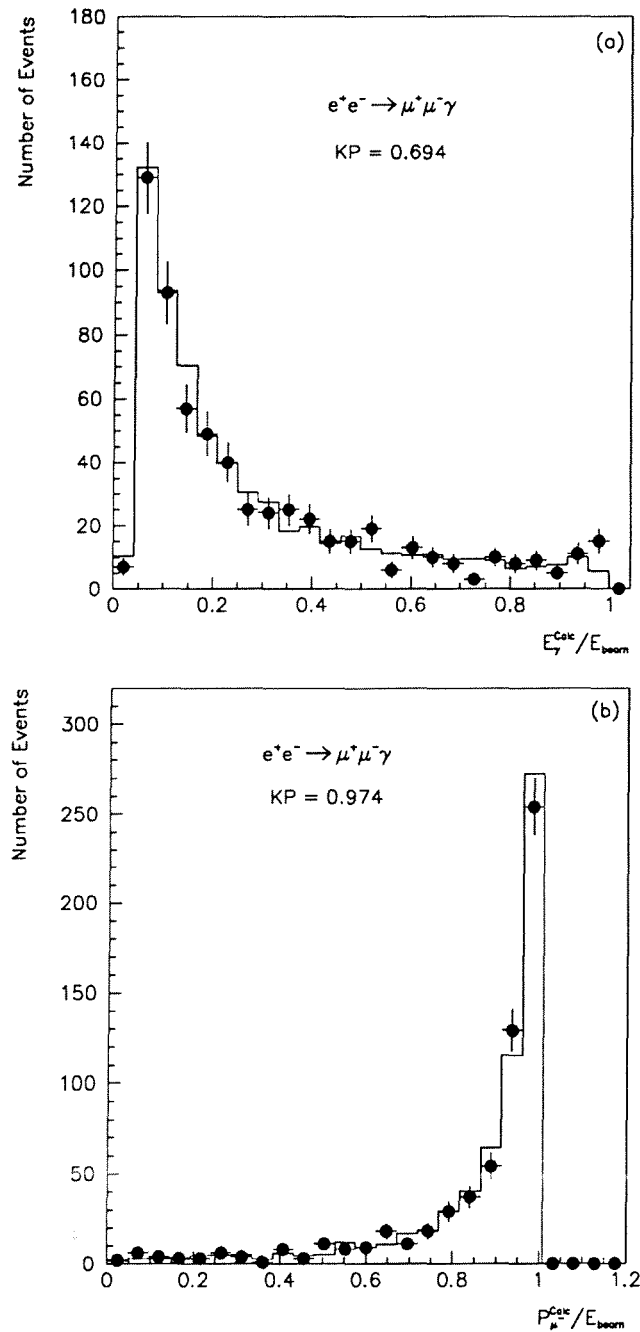 (a)
Number of Events
180
160
140
120
100
80
60
40
20
0
e⁺e⁻ → μ⁺μ⁻γ
KP = 0.694
0 0.2 0.4 0.6 0.8 1
E_γ^Calc/E_beam
(b)
Number of Events
300
250
200
150
100
50
0
e⁺e⁻ → μ⁺μ⁻γ
KP = 0.974
0 0.2 0.4 0.6 0.8 1 1.2
P_μ⁻^Calc/E_beam